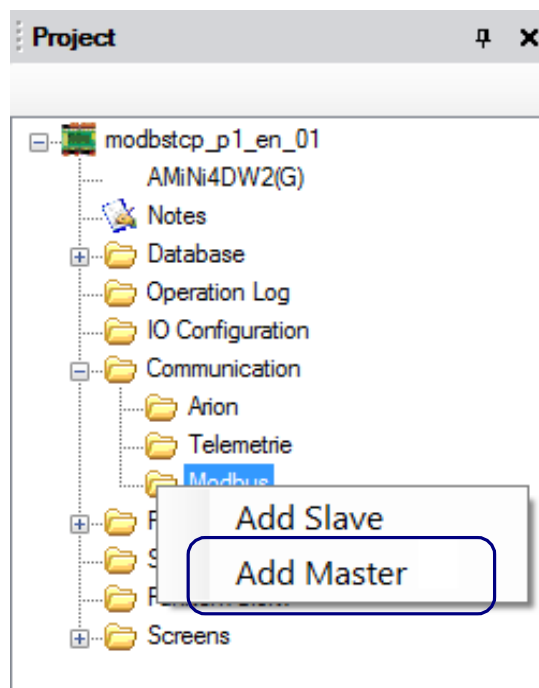 Project
modbstcp_p1_en_01
AMiNi4DW2(G)
Notes
Database
Operation Log
IO Configuration
Communication
Arion
Telemetrie
Modbus
Add Slave
Add Master
Screens